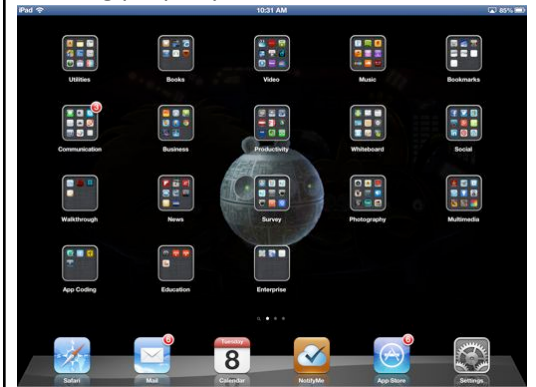 iPad 10:31 AM 85%
Utilities Books Video Music Bookmarks
3
Communication Business Productivity Whiteboard Social
Walkthrough News Survey Photography Multimedia
App Coding Education Enterprise
Tuesday
8
Safari Mail Calendar NotifyMe App Store Settings